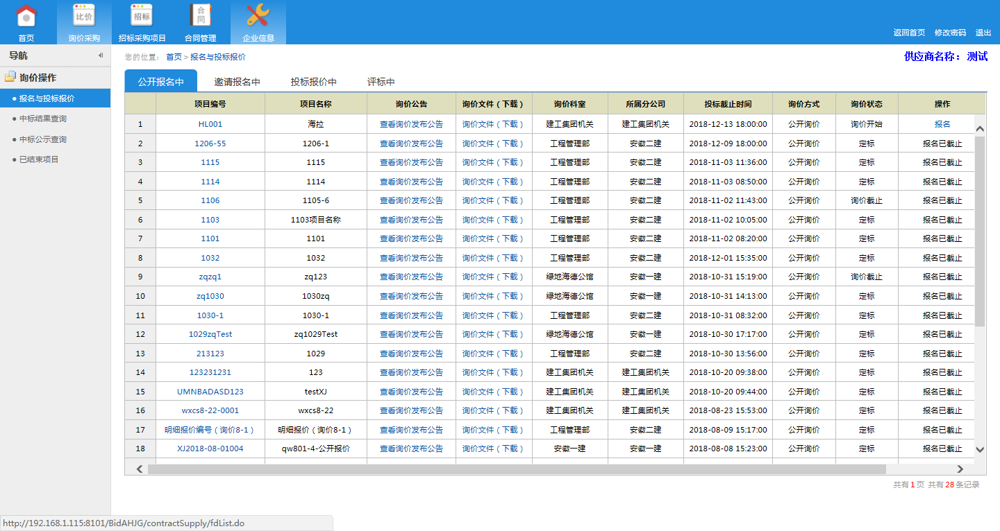 比价 招标 合同
首页 询价采购 招标采购项目 合同管理 企业信息 返回首页 修改密码 退出
导航
询价操作
● 报名与投标报价
● 中标结果查询
● 中标公示查询
● 已结束项目
您的位置： 首页 > 报名与投标报价
供应商名称： 测试
公开报名中 邀请报名中 投标报价中 评标中
项目编号 项目名称 询价公告 询价文件（下载） 询价科室 所属分公司 投标截止时间 询价方式 询价状态 操作
1 HL001 海拉 查看询价发布公告 询价文件（下载） 建工集团机关 建工集团机关 2018-12-13 18:00:00 公开询价 询价开始 报名
2 1206-55 1206-1 查看询价发布公告 询价文件（下载） 工程管理部 安徽二建 2018-12-09 18:00:00 公开询价 定标 报名已截止
3 1115 1115 查看询价发布公告 询价文件（下载） 工程管理部 安徽二建 2018-11-03 11:36:00 公开询价 定标 报名已截止
4 1114 1114 查看询价发布公告 询价文件（下载） 工程管理部 安徽二建 2018-11-03 08:50:00 公开询价 定标 报名已截止
5 1106 1105-6 查看询价发布公告 询价文件（下载） 工程管理部 安徽二建 2018-11-02 11:43:00 公开询价 询价截止 报名已截止
6 1103 1103项目名称 查看询价发布公告 询价文件（下载） 工程管理部 安徽二建 2018-11-02 10:05:00 公开询价 定标 报名已截止
7 1101 1101 查看询价发布公告 询价文件（下载） 工程管理部 安徽二建 2018-11-02 08:20:00 公开询价 定标 报名已截止
8 1032 1032 查看询价发布公告 询价文件（下载） 工程管理部 安徽二建 2018-12-01 15:35:00 公开询价 定标 报名已截止
9 zqzq1 zq123 查看询价发布公告 询价文件（下载） 绿地海德公馆 安徽一建 2018-10-31 15:19:00 公开询价 询价截止 报名已截止
10 zq1030 1030zq 查看询价发布公告 询价文件（下载） 绿地海德公馆 安徽一建 2018-10-31 14:13:00 公开询价 定标 报名已截止
11 1030-1 1030-1 查看询价发布公告 询价文件（下载） 工程管理部 安徽二建 2018-10-31 08:32:00 公开询价 定标 报名已截止
12 1029zqTest zq1029Test 查看询价发布公告 询价文件（下载） 绿地海德公馆 安徽一建 2018-10-30 17:17:00 公开询价 定标 报名已截止
13 213123 1029 查看询价发布公告 询价文件（下载） 工程管理部 安徽二建 2018-10-30 13:56:00 公开询价 定标 报名已截止
14 123231231 123 查看询价发布公告 询价文件（下载） 建工集团机关 建工集团机关 2018-10-20 09:38:00 公开询价 定标 报名已截止
15 UMNBADASD123 testXJ 查看询价发布公告 询价文件（下载） 建工集团机关 建工集团机关 2018-10-20 09:44:00 公开询价 定标 报名已截止
16 wxcs8-22-0001 wxcs8-22 查看询价发布公告 询价文件（下载） 建工集团机关 建工集团机关 2018-08-23 15:53:00 公开询价 定标 报名已截止
17 明细报价编号（询价8-1） 明细报价（询价8-1） 查看询价发布公告 询价文件（下载） 工程管理部 安徽二建 2018-08-09 15:17:00 公开询价 定标 报名已截止
18 XJ2018-08-01004 qw801-4-公开报价 查看询价发布公告 询价文件（下载） 安徽一建 安徽一建 2018-08-08 15:23:00 公开询价 定标 报名已截止
共有1页 共有28条记录
http://192.168.1.115:8101/BidAHJG/contractSupply/fdList.do